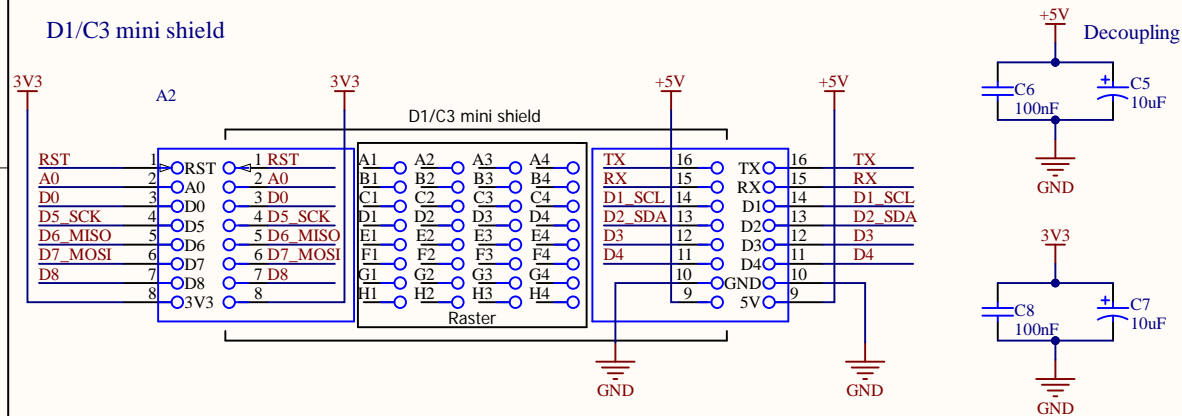 D1/C3 mini shield
+5V
Decoupling
3V3 3V3 +5V +5V
A2
C6 C5
100nF 10uF
D1/C3 mini shield
RST 1 RST 1 RST A1 A2 A3 A4 TX 16 TX 16 TX
A0 2 A0 2 A0 B1 B2 B3 B4 RX 15 RX 15 RX
GND
D0 3 D0 3 D0 C1 C2 C3 C4 D1_SCL 14 D1 14 D1_SCL
D5_SCK 4 D5 4 D5_SCK D1 D2 D3 D4 D2_SDA 13 D2 13 D2_SDA
D6_MISO 5 D6 5 D6_MISO E1 E2 E3 E4 D3 12 D3 12 D3
3V3
D7_MOSI 6 D7 6 D7_MOSI F1 F2 F3 F4 D4 11 D4 11 D4
D8 7 D8 7 D8 G1 G2 G3 G4 10 GND 10
8 3V3 8 H1 H2 H3 H4 9 5V 9
Raster
C8 C7
100nF 10uF
GND GND
GND